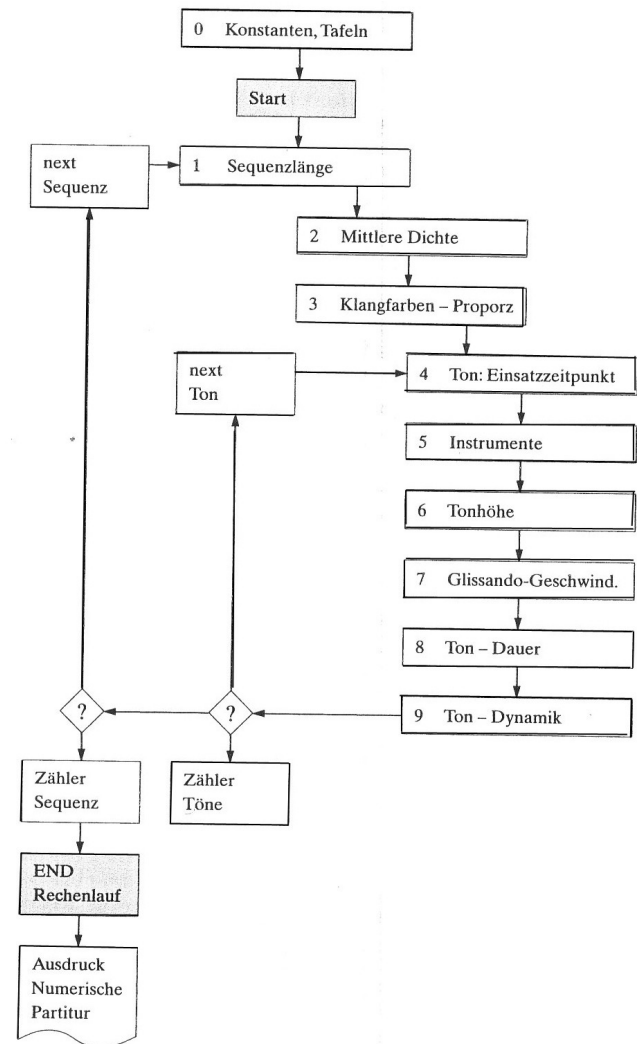 0 Konstanten, Tafeln
Start
next
Sequenz
1 Sequenzlänge
2 Mittlere Dichte
3 Klangfarben – Proporz
next
Ton
4 Ton: Einsatzzeitpunkt
5 Instrumente
6 Tonhöhe
7 Glissando-Geschwind.
8 Ton – Dauer
9 Ton – Dynamik
?
?
Zähler
Sequenz
Zähler
Töne
END
Rechenlauf
Ausdruck
Numerische
Partitur